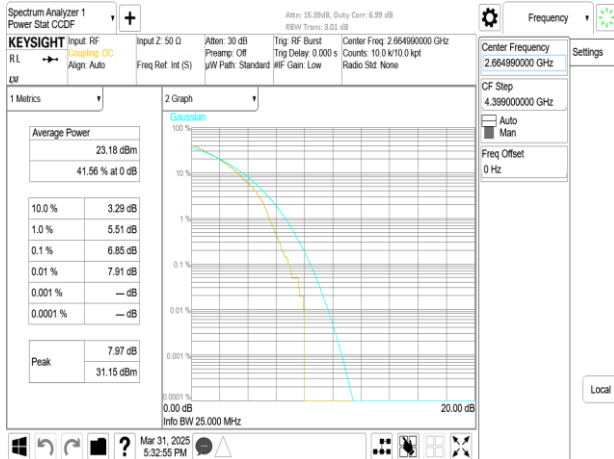 Spectrum Analyzer 1
Power Stat CCDF
Attn: 15.39dB, Duty Corr: 6.99 dB
RBW Trans: 3.01 dB
KEYSIGHT
RL
Input: RF
Coupling: DC
Align: Auto
Input Z: 50 Ω
Freq Ref: Int (S)
Atten: 30 dB
Preamp: Off
µW Path: Standard
Trig: RF Burst
Trig Delay: 0.000 s
#IF Gain: Low
Center Freq: 2.664990000 GHz
Counts: 10.0 k/10.0 kpt
Radio Std: None
1 Metrics
Average Power
23.18 dBm
41.56 % at 0 dB
10.0 % 3.29 dB
1.0 % 5.51 dB
0.1 % 6.85 dB
0.01 % 7.91 dB
0.001 % --- dB
0.0001 % --- dB
Peak
7.97 dB
31.15 dBm
2 Graph
Gaussian
100 %
10 %
1 %
0.1 %
0.01 %
0.001 %
0.0001 %
0.00 dB 20.00 dB
Info BW 25.000 MHz
Frequency
Center Frequency
2.664990000 GHz
Settings
CF Step
4.399000000 GHz
Auto
Man
Freq Offset
0 Hz
Local
Mar 31, 2025
5:32:55 PM